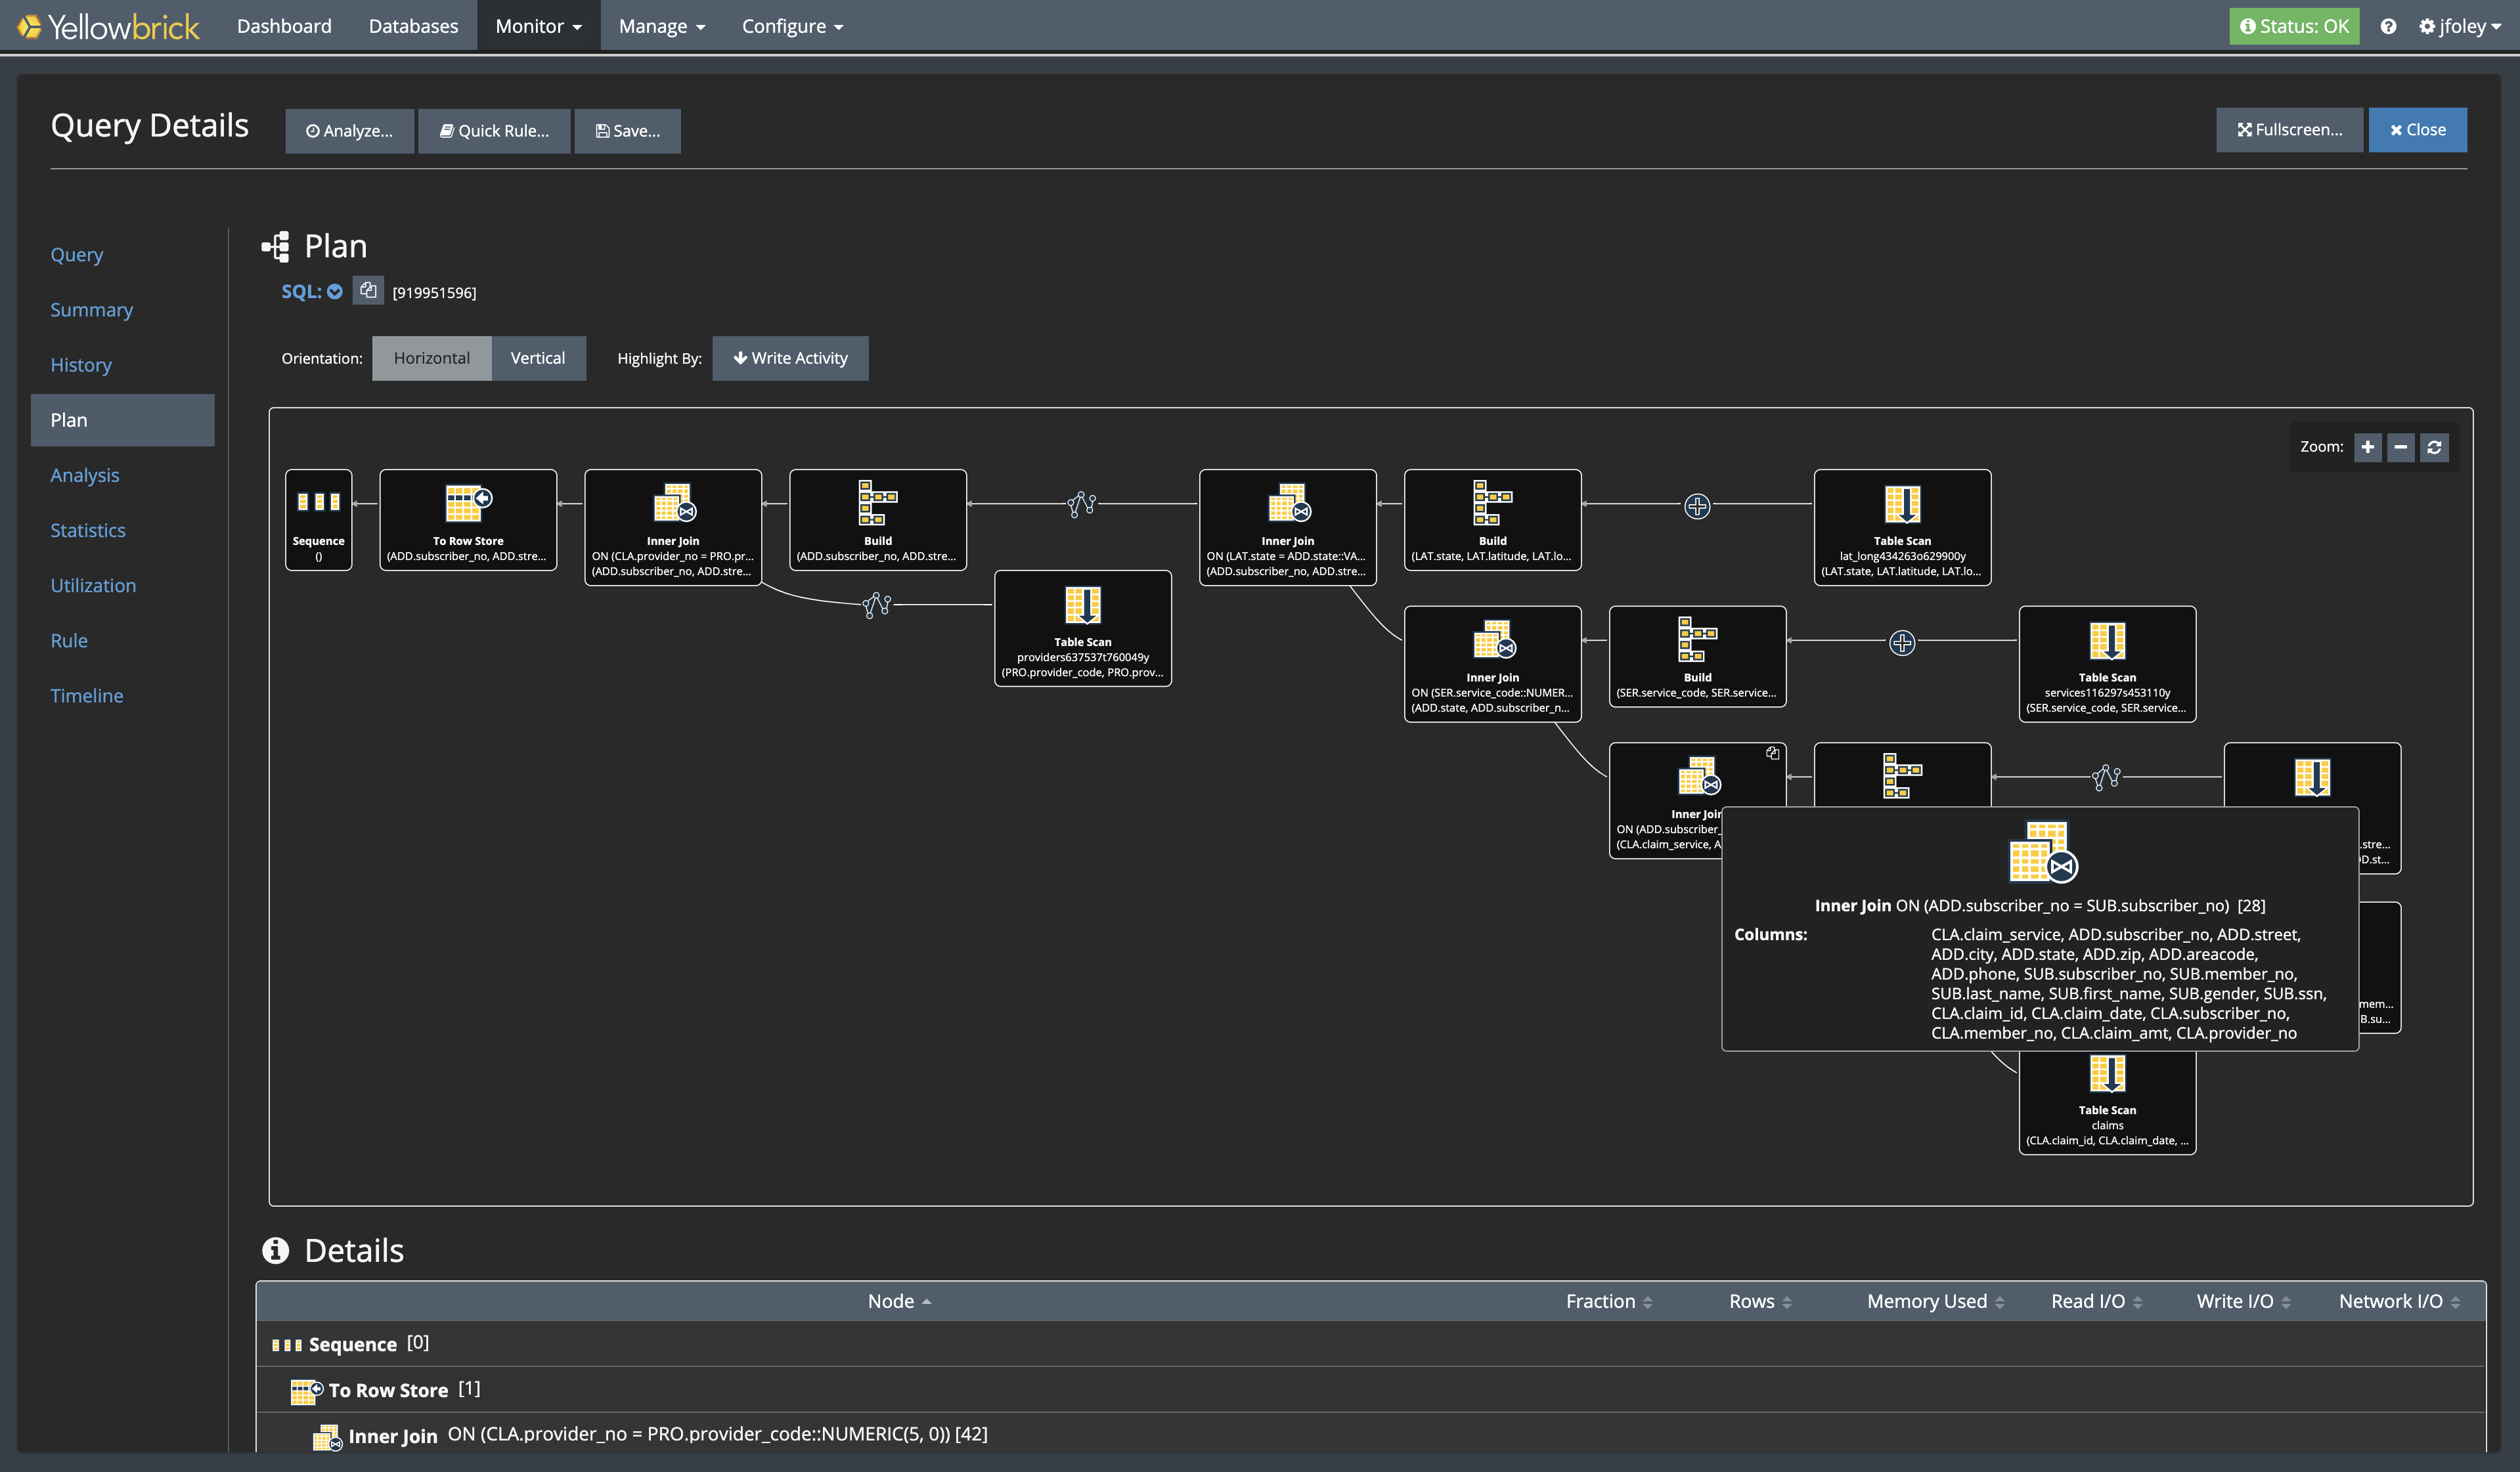 Yellowbrick Dashboard Databases Monitor Manage Configure Status: OK jfoley
Query Details Analyze... Quick Rule... Save... Fullscreen... Close
Query
Summary
History
Plan
Analysis
Statistics
Utilization
Rule
Timeline
Plan
SQL: [919951596]
Orientation: Horizontal Vertical Highlight By: Write Activity
Zoom:
Sequence
()
To Row Store
(ADD.subscriber_no, ADD.stre...
Inner Join
ON (CLA.provider_no = PRO.pr...
(ADD.subscriber_no, ADD.stre...
Build
(ADD.subscriber_no, ADD.stre...
Inner Join
ON (LAT.state = ADD.state::VA...
(ADD.subscriber_no, ADD.stre...
Build
(LAT.state, LAT.latitude, LAT.lo...
Table Scan
lat_long434263o629900y
(LAT.state, LAT.latitude, LAT.lo...
Table Scan
providers637537t760049y
(PRO.provider_code, PRO.prov...
Inner Join
ON (SER.service_code::NUMER...
(ADD.state, ADD.subscriber_n...
Build
(SER.service_code, SER.service...
Table Scan
services116297s453110y
(SER.service_code, SER.service...
Inner Joir
ON (ADD.subscriber_
(CLA.claim_service, A
.stre...
D.st...
Inner Join ON (ADD.subscriber_no = SUB.subscriber_no) [28]
Columns: CLA.claim_service, ADD.subscriber_no, ADD.street,
ADD.city, ADD.state, ADD.zip, ADD.areacode,
ADD.phone, SUB.subscriber_no, SUB.member_no,
SUB.last_name, SUB.first_name, SUB.gender, SUB.ssn,
CLA.claim_id, CLA.claim_date, CLA.subscriber_no,
CLA.member_no, CLA.claim_amt, CLA.provider_no
mem...
B.su...
Table Scan
claims
(CLA.claim_id, CLA.claim_date, ...
Details
Node Fraction Rows Memory Used Read I/O Write I/O Network I/O
Sequence [0]
To Row Store [1]
Inner Join ON (CLA.provider_no = PRO.provider_code::NUMERIC(5, 0)) [42]